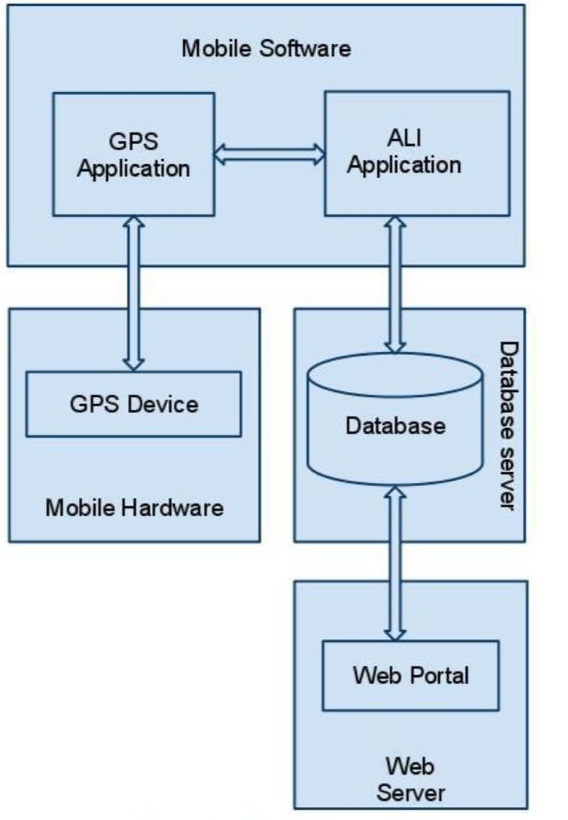 Mobile Software
GPS
Application
ALI
Application
GPS Device
Mobile Hardware
Database
Database server
Web Portal
Web
Server